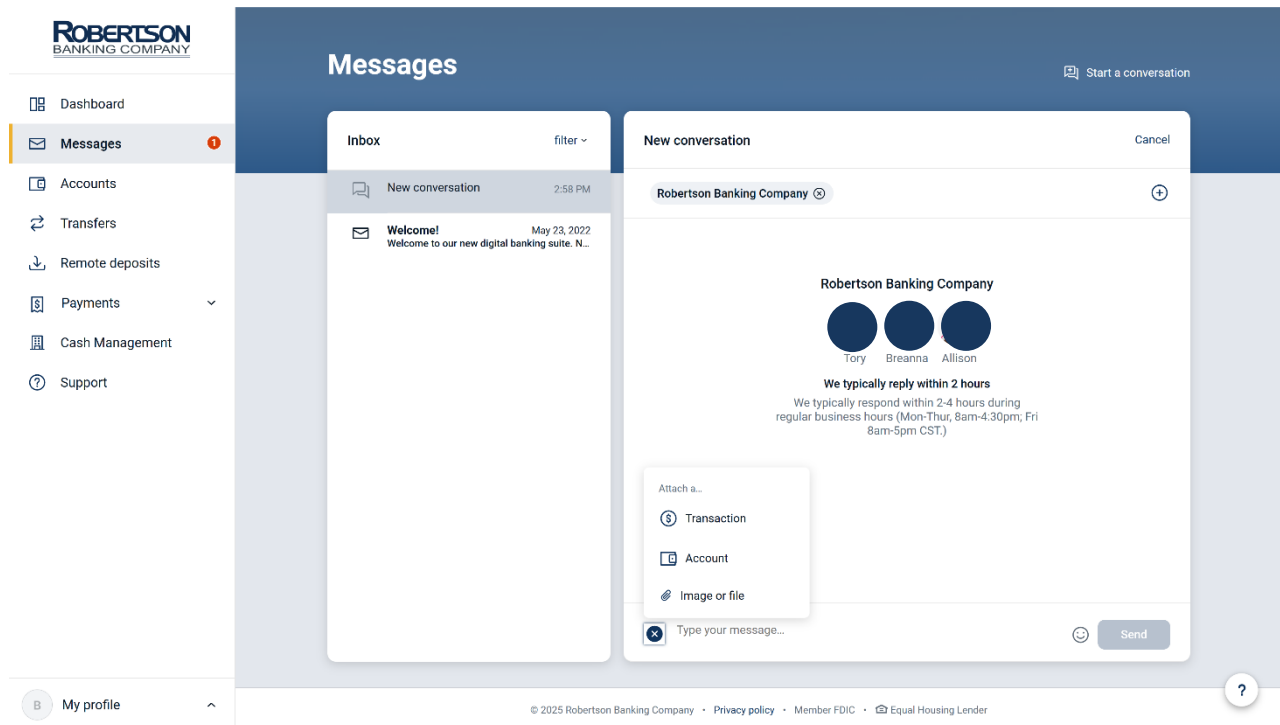 ROBERTSON
BANKING COMPANY
Dashboard
Messages 1
Accounts
Transfers
Remote deposits
Payments
Cash Management
Support
B My profile
Messages
Start a conversation
Inbox filter
New conversation 2:58 PM
Welcome! May 23, 2022
Welcome to our new digital banking suite. N...
New conversation Cancel
Robertson Banking Company
Robertson Banking Company
Tory Breanna Allison
We typically reply within 2 hours
We typically respond within 2-4 hours during
regular business hours (Mon-Thur, 8am-4:30pm; Fri
8am-5pm CST.)
Attach a...
Transaction
Account
Image or file
Type your message...
Send
?
© 2025 Robertson Banking Company • Privacy policy • Member FDIC • Equal Housing Lender